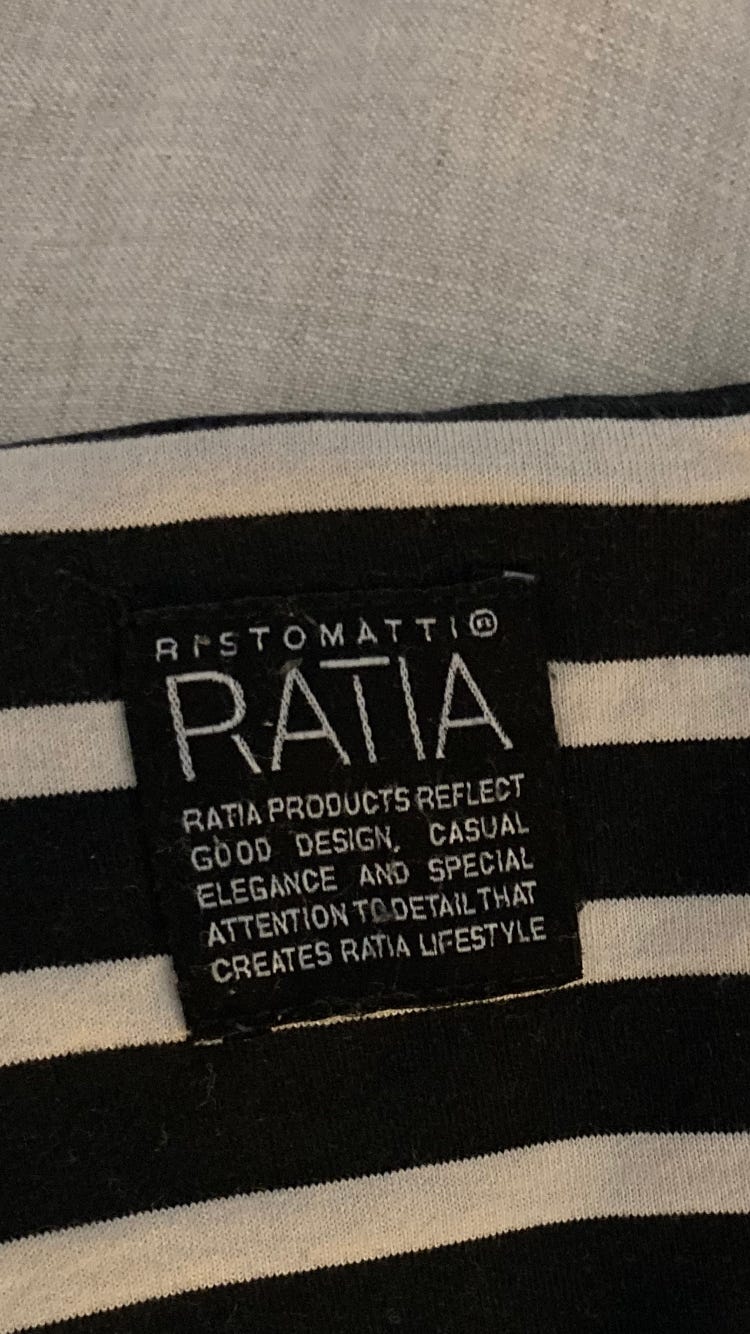 RISTOMATTI®
RATIA
RATIA PRODUCTS REFLECT
GOOD DESIGN, CASUAL
ELEGANCE AND SPECIAL
ATTENTION TO DETAIL THAT
CREATES RATIA LIFESTYLE